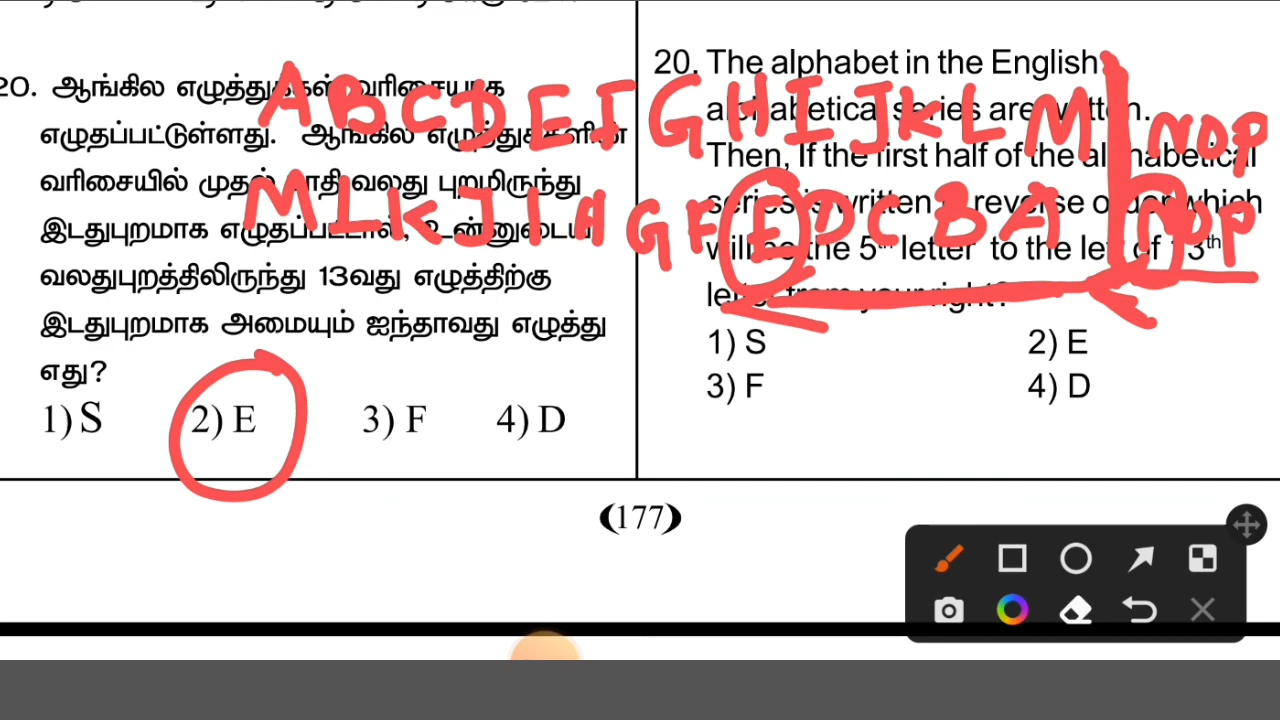 20. ஆங்கில எழுத்துக்கள் வரிசையாக
எழுதப்பட்டுள்ளது. ஆங்கில எழுத்துக்களின்
வரிசையில் முதல் பாதி வலது புறமிருந்து
இடதுபுறமாக எழுதப்பட்டால், உன்னுடைய
வலதுபுறத்திலிருந்து 13வது எழுத்திற்கு
இடதுபுறமாக அமையும் ஐந்தாவது எழுத்து
எது?
1) S 2) E 3) F 4) D
20. The alphabet in the English
alphabetical series are written.
Then, If the first half of the alphabetical
series is written in reverse order which
will be the 5th letter to the left of 13th
letter from your right?
1) S 2) E
3) F 4) D
A B C D E F G H I J K L M N O P
M L K J I H G F E D C B A N O P
(177)